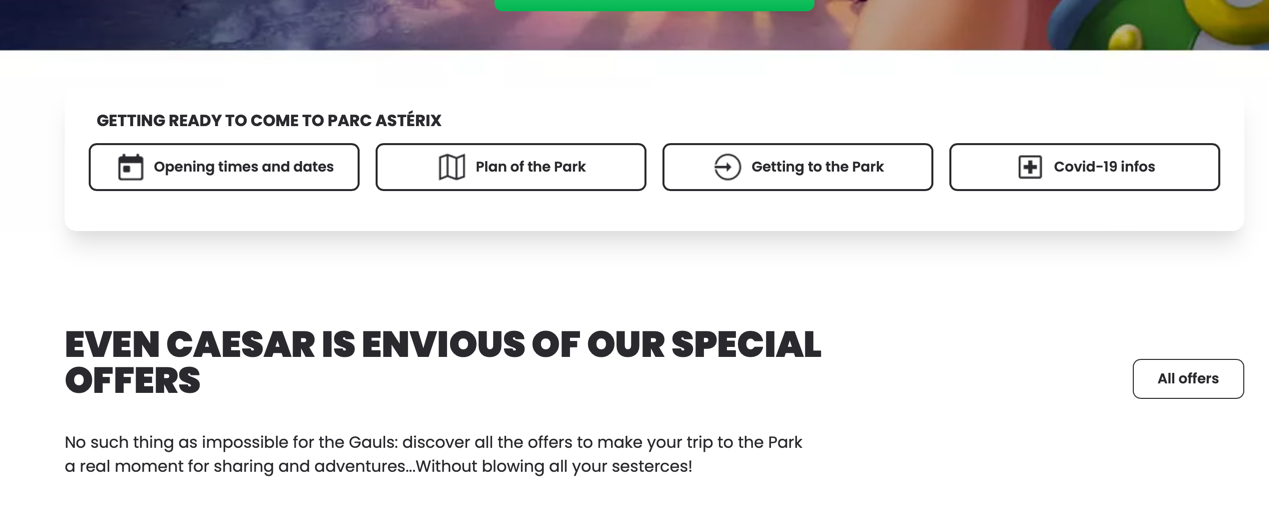 GETTING READY TO COME TO PARC ASTÉRIX
Opening times and dates
Plan of the Park
Getting to the Park
Covid-19 infos
EVEN CAESAR IS ENVIOUS OF OUR SPECIAL
OFFERS
All offers
No such thing as impossible for the Gauls: discover all the offers to make your trip to the Park
a real moment for sharing and adventures...Without blowing all your sesterces!